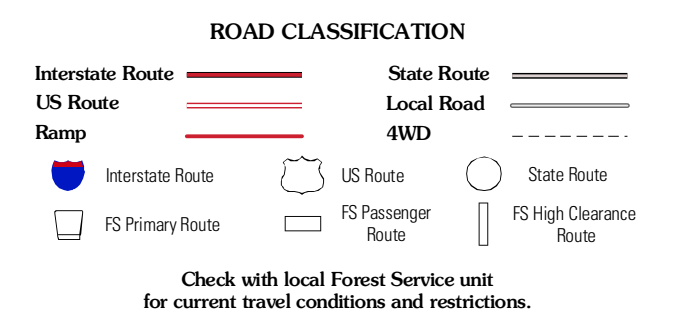 ROAD CLASSIFICATION
Interstate Route
State Route
US Route
Local Road
Ramp
4WD
Interstate Route
US Route
State Route
FS Primary Route
FS Passenger
Route
FS High Clearance
Route
Check with local Forest Service unit
for current travel conditions and restrictions.